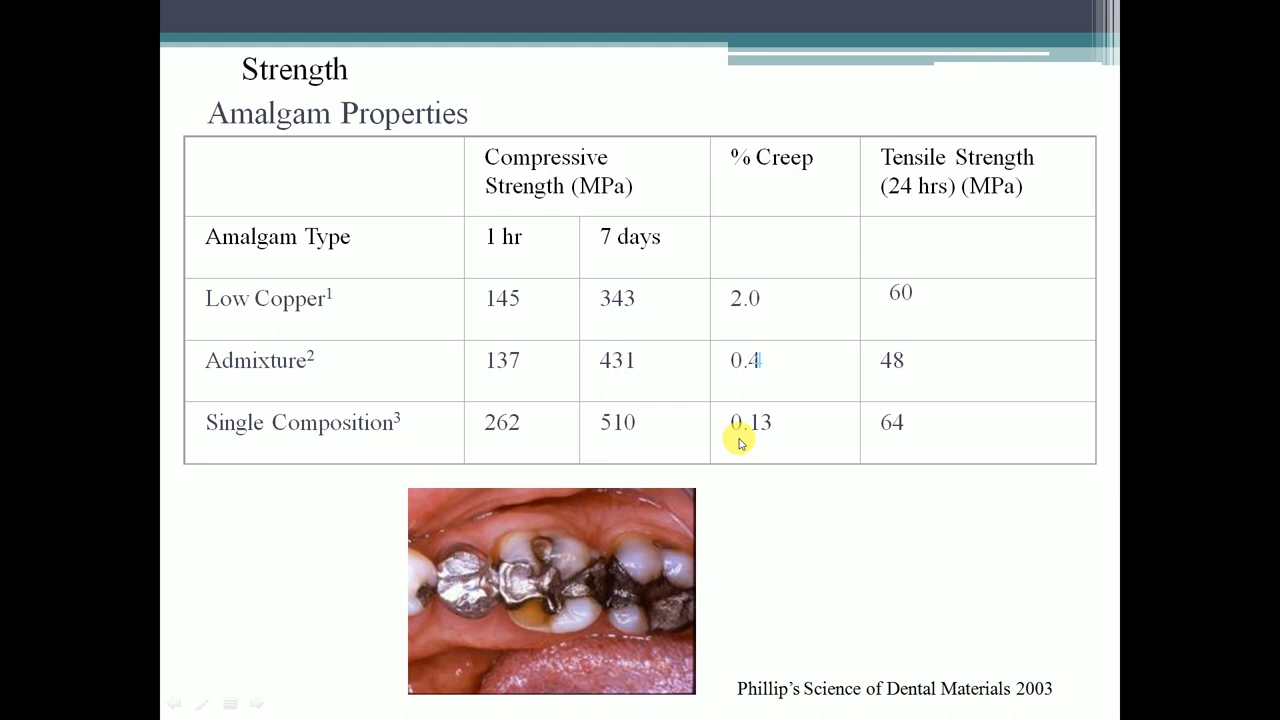 Strength
Amalgam Properties
Compressive Strength (MPa) % Creep Tensile Strength (24 hrs) (MPa)
Amalgam Type 1 hr 7 days
Low Copper¹ 145 343 2.0 60
Admixture² 137 431 0.4 48
Single Composition³ 262 510 0.13 64
Phillip’s Science of Dental Materials 2003